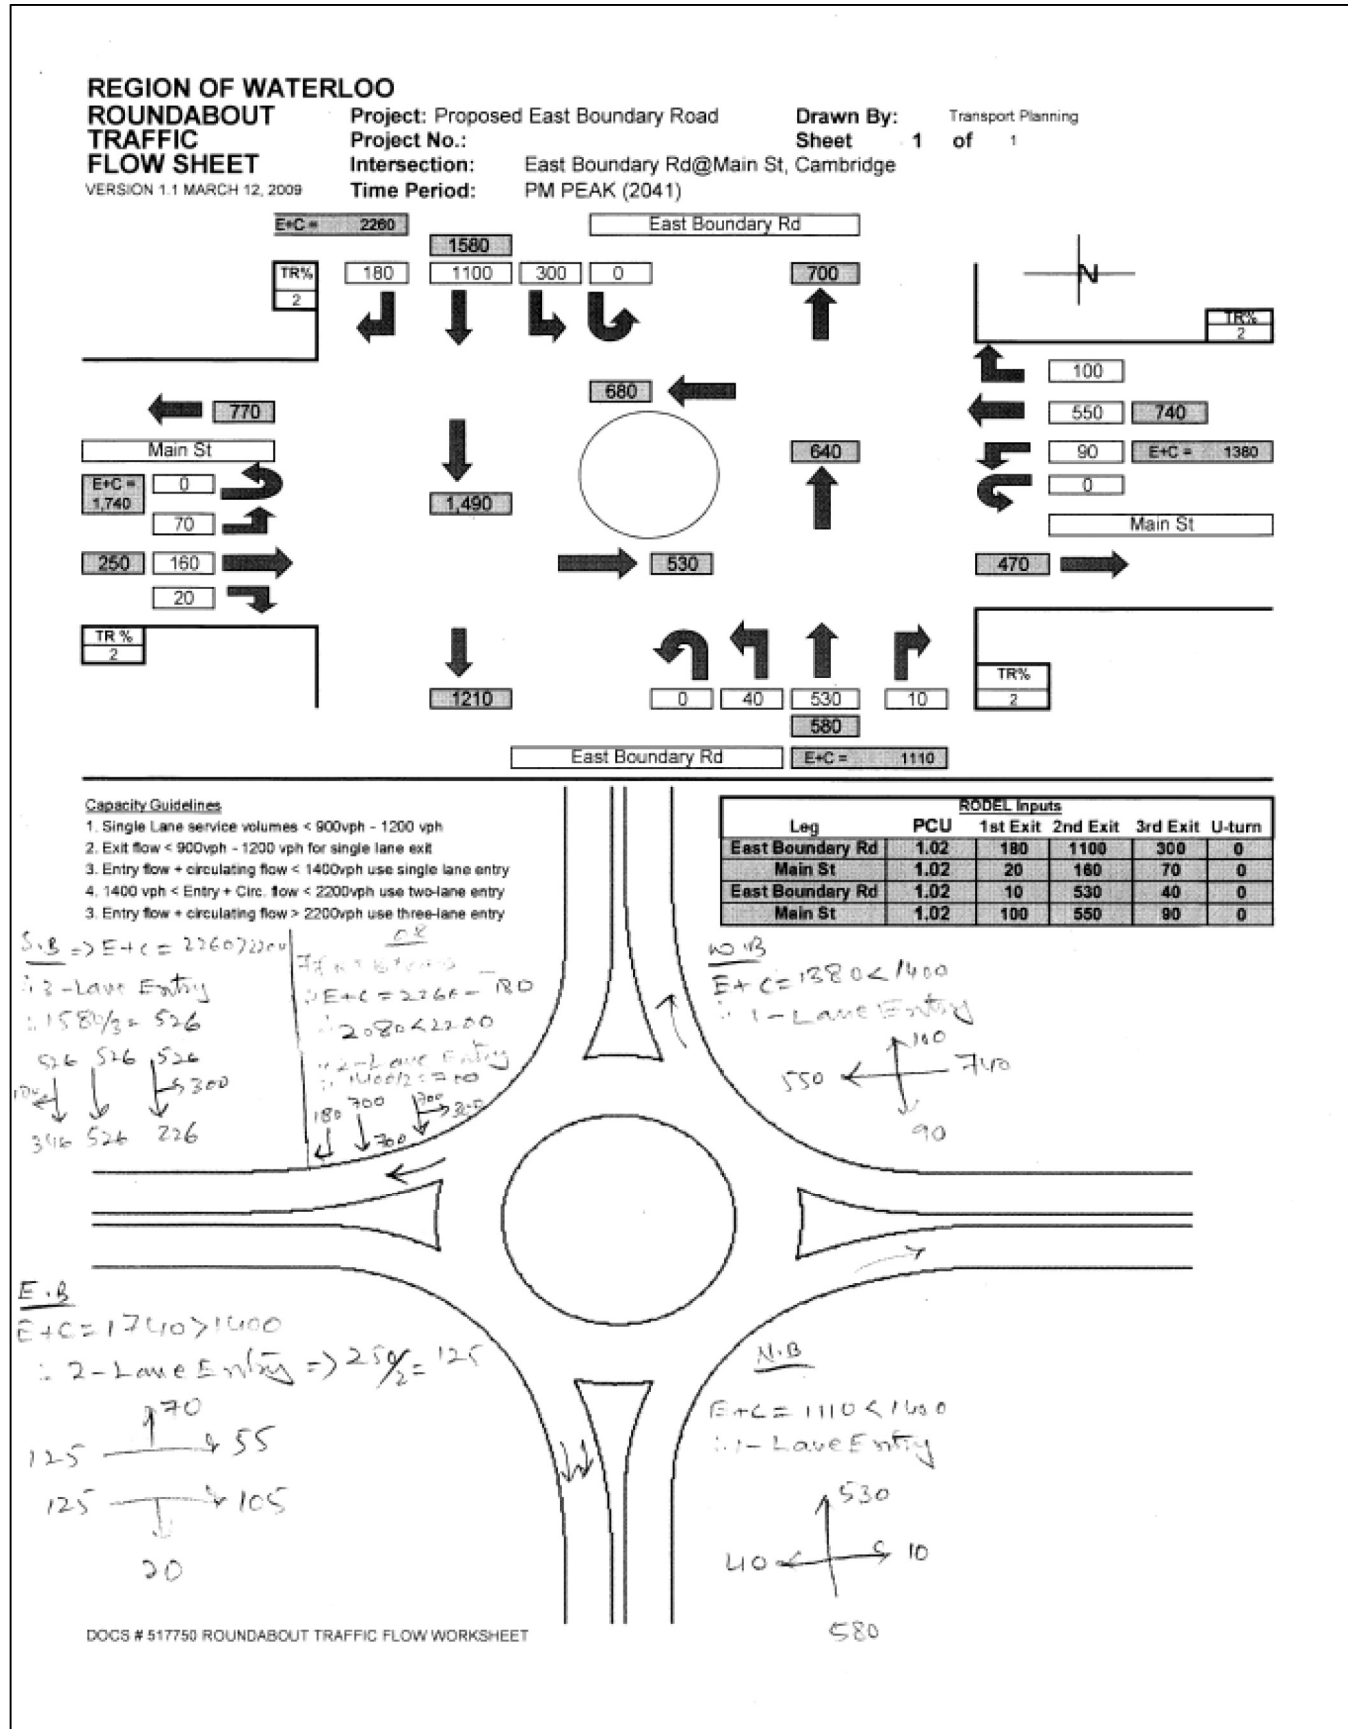 REGION OF WATERLOO
ROUNDABOUT
TRAFFIC
FLOW SHEET
VERSION 1.1 MARCH 12, 2009
Project: Proposed East Boundary Road
Project No.:
Intersection: East Boundary Rd@Main St, Cambridge
Time Period: PM PEAK (2041)
Drawn By: Transport Planning
Sheet 1 of 1
E+C = 2260
East Boundary Rd
1580
TR%
2
180 1100 300 0
700
N
TR%
2
100
680
770
550 740
Main St
640
90 E+C = 1380
E+C =
1,740
0
0
1,490
70
Main St
250 160
530
470
20
TR %
2
TR%
2
1210
0 40 530 10
580
East Boundary Rd
E+C = 1110
Capacity Guidelines
1. Single Lane service volumes < 900vph - 1200 vph
2. Exit flow < 900vph - 1200 vph for single lane exit
3. Entry flow + circulating flow < 1400vph use single lane entry
4. 1400 vph < Entry + Circ. flow < 2200vph use two-lane entry
3. Entry flow + circulating flow > 2200vph use three-lane entry
RODEL Inputs
Leg PCU 1st Exit 2nd Exit 3rd Exit U-turn
East Boundary Rd 1.02 180 1100 300 0
Main St 1.02 20 160 70 0
East Boundary Rd 1.02 10 530 40 0
Main St 1.02 100 550 90 0
S.B => E+C = 2260>2200
∴ 3-Lane Entry
∴ 1580/3 = 526
526 526 526
300
346 526 226
OR
∴ E+C = 2260 - 180
∴ 2080<2200
∴ 2-Lane Entry
∴ 1400/2 = 700
180 700 700
300
700
W.B
E+C = 1380<1400
∴ 1-Lane Entry
100
550 740
90
E.B
E+C = 1740>1400
∴ 2-Lane Entry => 250/2 = 125
70
125 55
125 105
20
N.B
E+C = 1110<1400
∴ 1-Lane Entry
530
40 10
580
DOCS # 517750 ROUNDABOUT TRAFFIC FLOW WORKSHEET